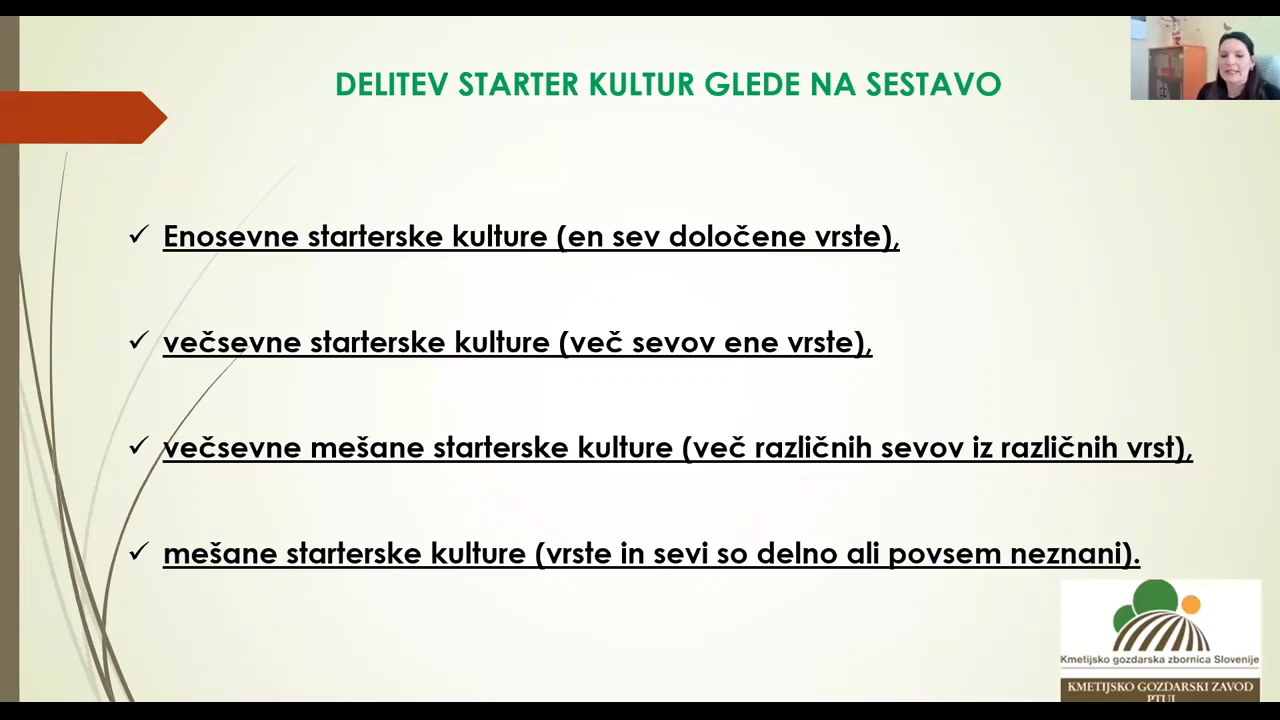 DELITEV STARTER KULTUR GLEDE NA SESTAVO
✓ Enosevne starterske kulture (en sev določene vrste),
✓ večsevne starterske kulture (več sevov ene vrste),
✓ večsevne mešane starterske kulture (več različnih sevov iz različnih vrst),
✓ mešane starterske kulture (vrste in sevi so delno ali povsem neznani).
Kmetijsko gozdarska zbornica Slovenije
KMETIJSKO GOZDARSKI ZAVOD
PTUJ